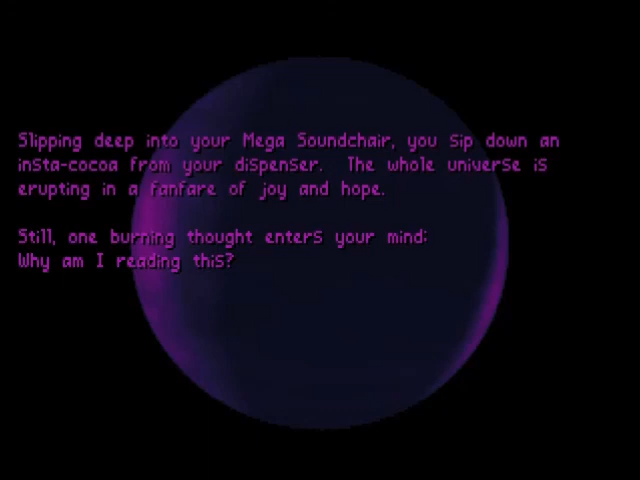 Slipping deep into your Mega Soundchair, you sip down an
insta-cocoa from your dispenser.  The whole universe is
erupting in a fanfare of joy and hope.
Still, one burning thought enters your mind:
Why am I reading this?